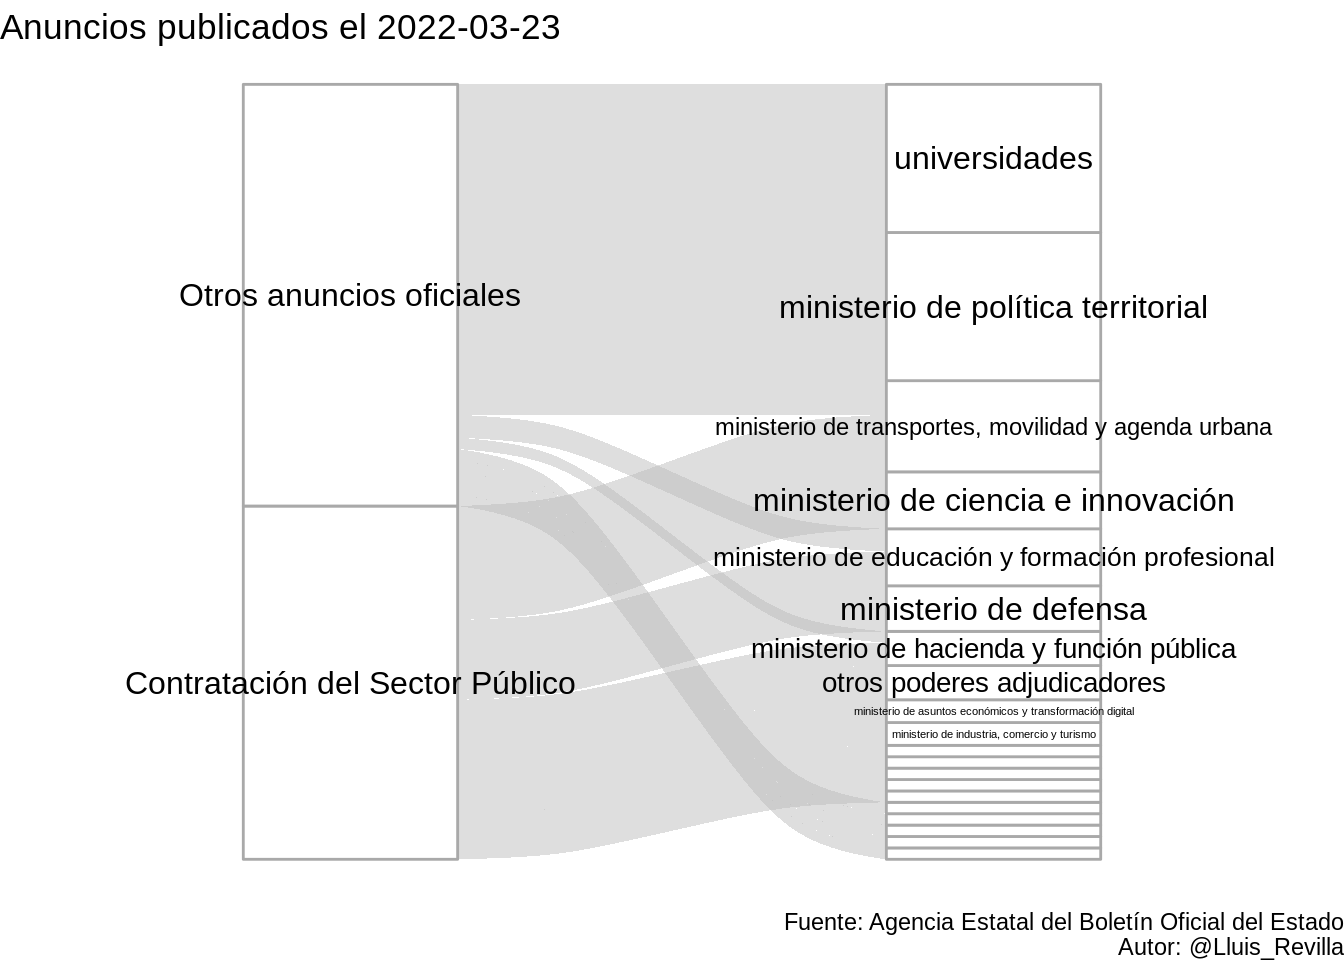 Anuncios publicados el 2022-03-23
universidades
Otros anuncios oficiales
ministerio de política territorial
ministerio de transportes, movilidad y agenda urbana
ministerio de ciencia e innovación
ministerio de educación y formación profesional
ministerio de defensa
ministerio de hacienda y función pública
Contratación del Sector Público
otros poderes adjudicadores
ministerio de asuntos económicos y transformación digital
ministerio de industria, comercio y turismo
Fuente: Agencia Estatal del Boletín Oficial del Estado
Autor: @Lluis_Revilla